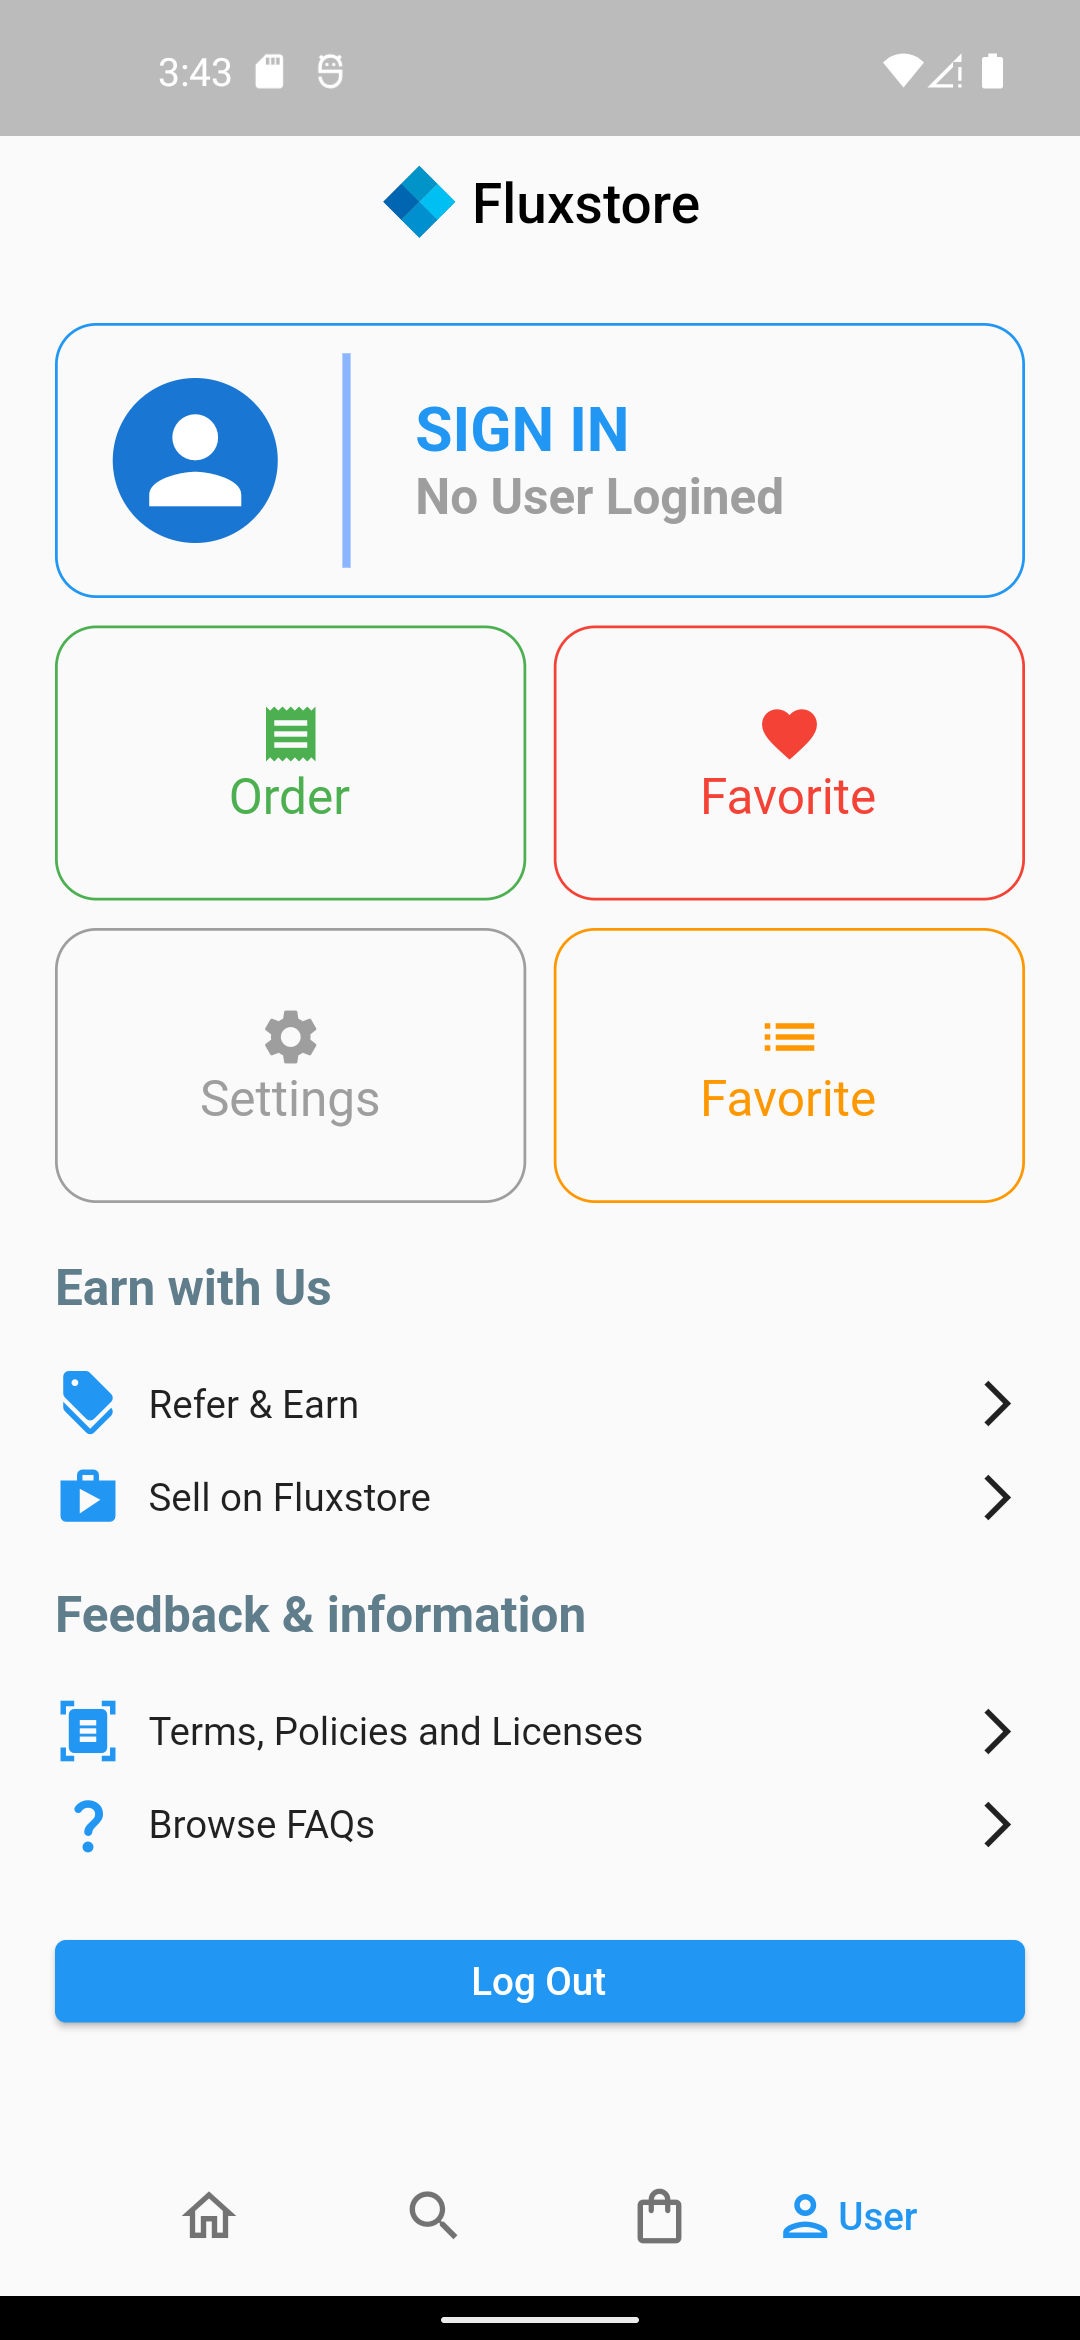 3:43
Fluxstore
SIGN IN
No User Logined
Order
Favorite
Settings
Favorite
Earn with Us
Refer & Earn
Sell on Fluxstore
Feedback & information
Terms, Policies and Licenses
Browse FAQs
Log Out
User